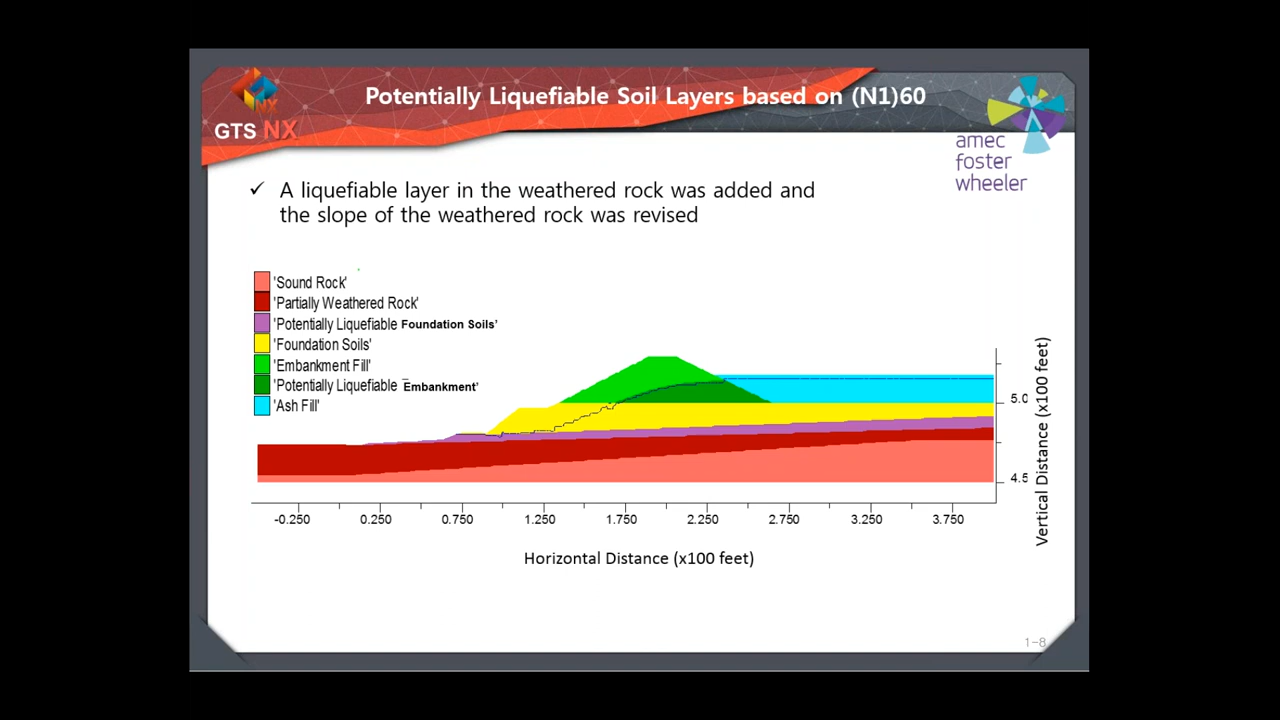 Potentially Liquefiable Soil Layers based on (N1)60
NX
GTS NX
amec
foster
wheeler
✓ A liquefiable layer in the weathered rock was added and
the slope of the weathered rock was revised
'Sound Rock'
'Partially Weathered Rock'
'Potentially Liquefiable Foundation Soils'
'Foundation Soils'
'Embankment Fill'
'Potentially Liquefiable Embankment'
'Ash Fill'
5.0
4.5
Vertical Distance (x100 feet)
-0.250 0.250 0.750 1.250 1.750 2.250 2.750 3.250 3.750
Horizontal Distance (x100 feet)
1-8